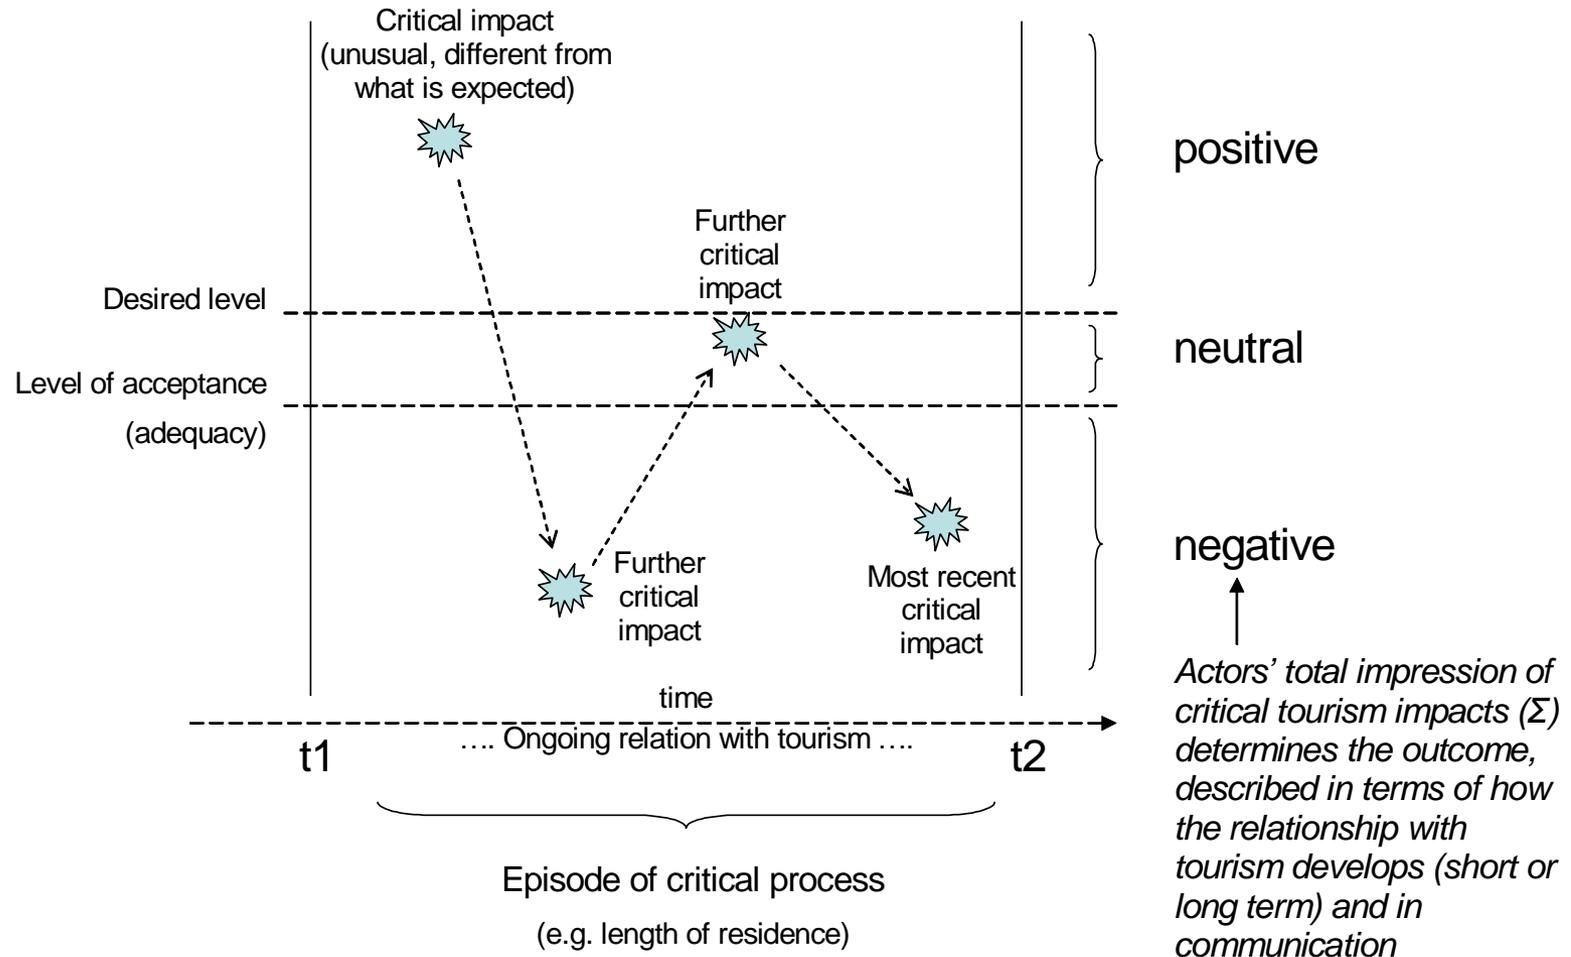 Critical impact
(unusual, different from
what is expected)
positive
Further
critical
impact
Desired level
neutral
Level of acceptance
(adequacy)
negative
Further
critical
impact
Most recent
critical
impact
time
…. Ongoing relation with tourism ….
t1
t2
Episode of critical process
(e.g. length of residence)
Actors’ total impression of
critical tourism impacts (Σ)
determines the outcome,
described in terms of how
the relationship with
tourism develops (short or
long term) and in
communication